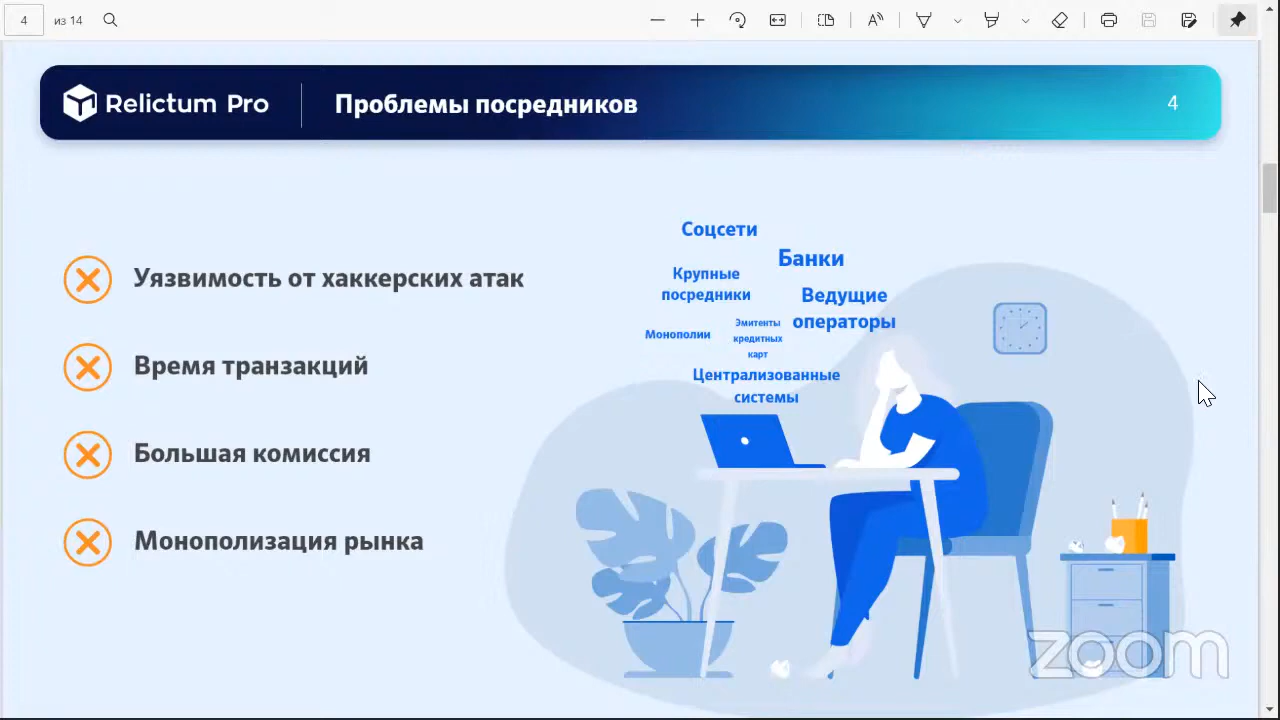 4
из 14
Relictum Pro
Проблемы посредников
4
Уязвимость от хаккерских атак
Время транзакций
Большая комиссия
Монополизация рынка
Соцсети
Банки
Крупные
посредники
Ведущие
операторы
Монополии
Эмитенты
кредитных
карт
Централизованные
системы
zoom